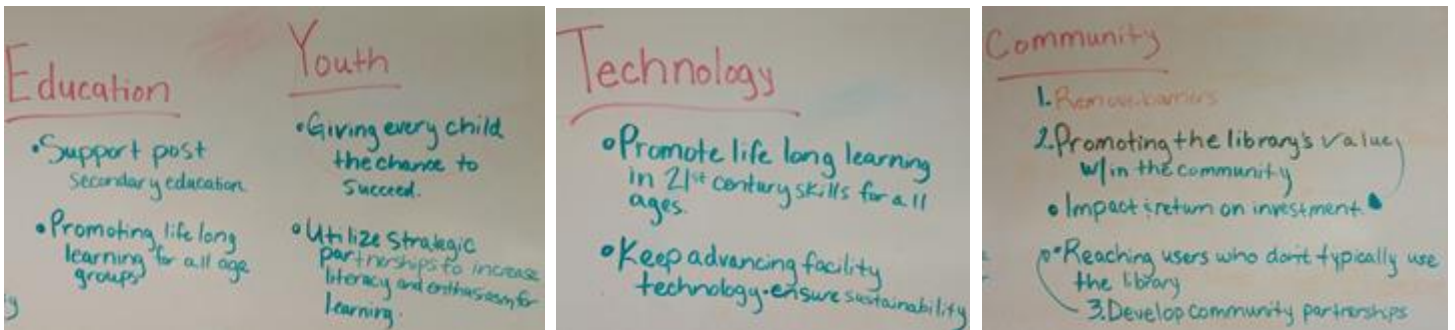 Education
• Support post
secondary education
• Promoting life long
learning for all age
groups
Youth
• Giving every child
the chance to
succeed.
• Utilize strategic
partnerships to increase
literacy and enthusiasm for
learning.
Technology
• Promote life long learning
in 21st century skills for all
ages.
• Keep advancing facility
technology-ensure sustainability
Community
1. Remove barriers
2. Promoting the library's value
w/in the community
• Impact & return on investment
• Reaching users who don't typically use
the library
3. Develop community partnerships